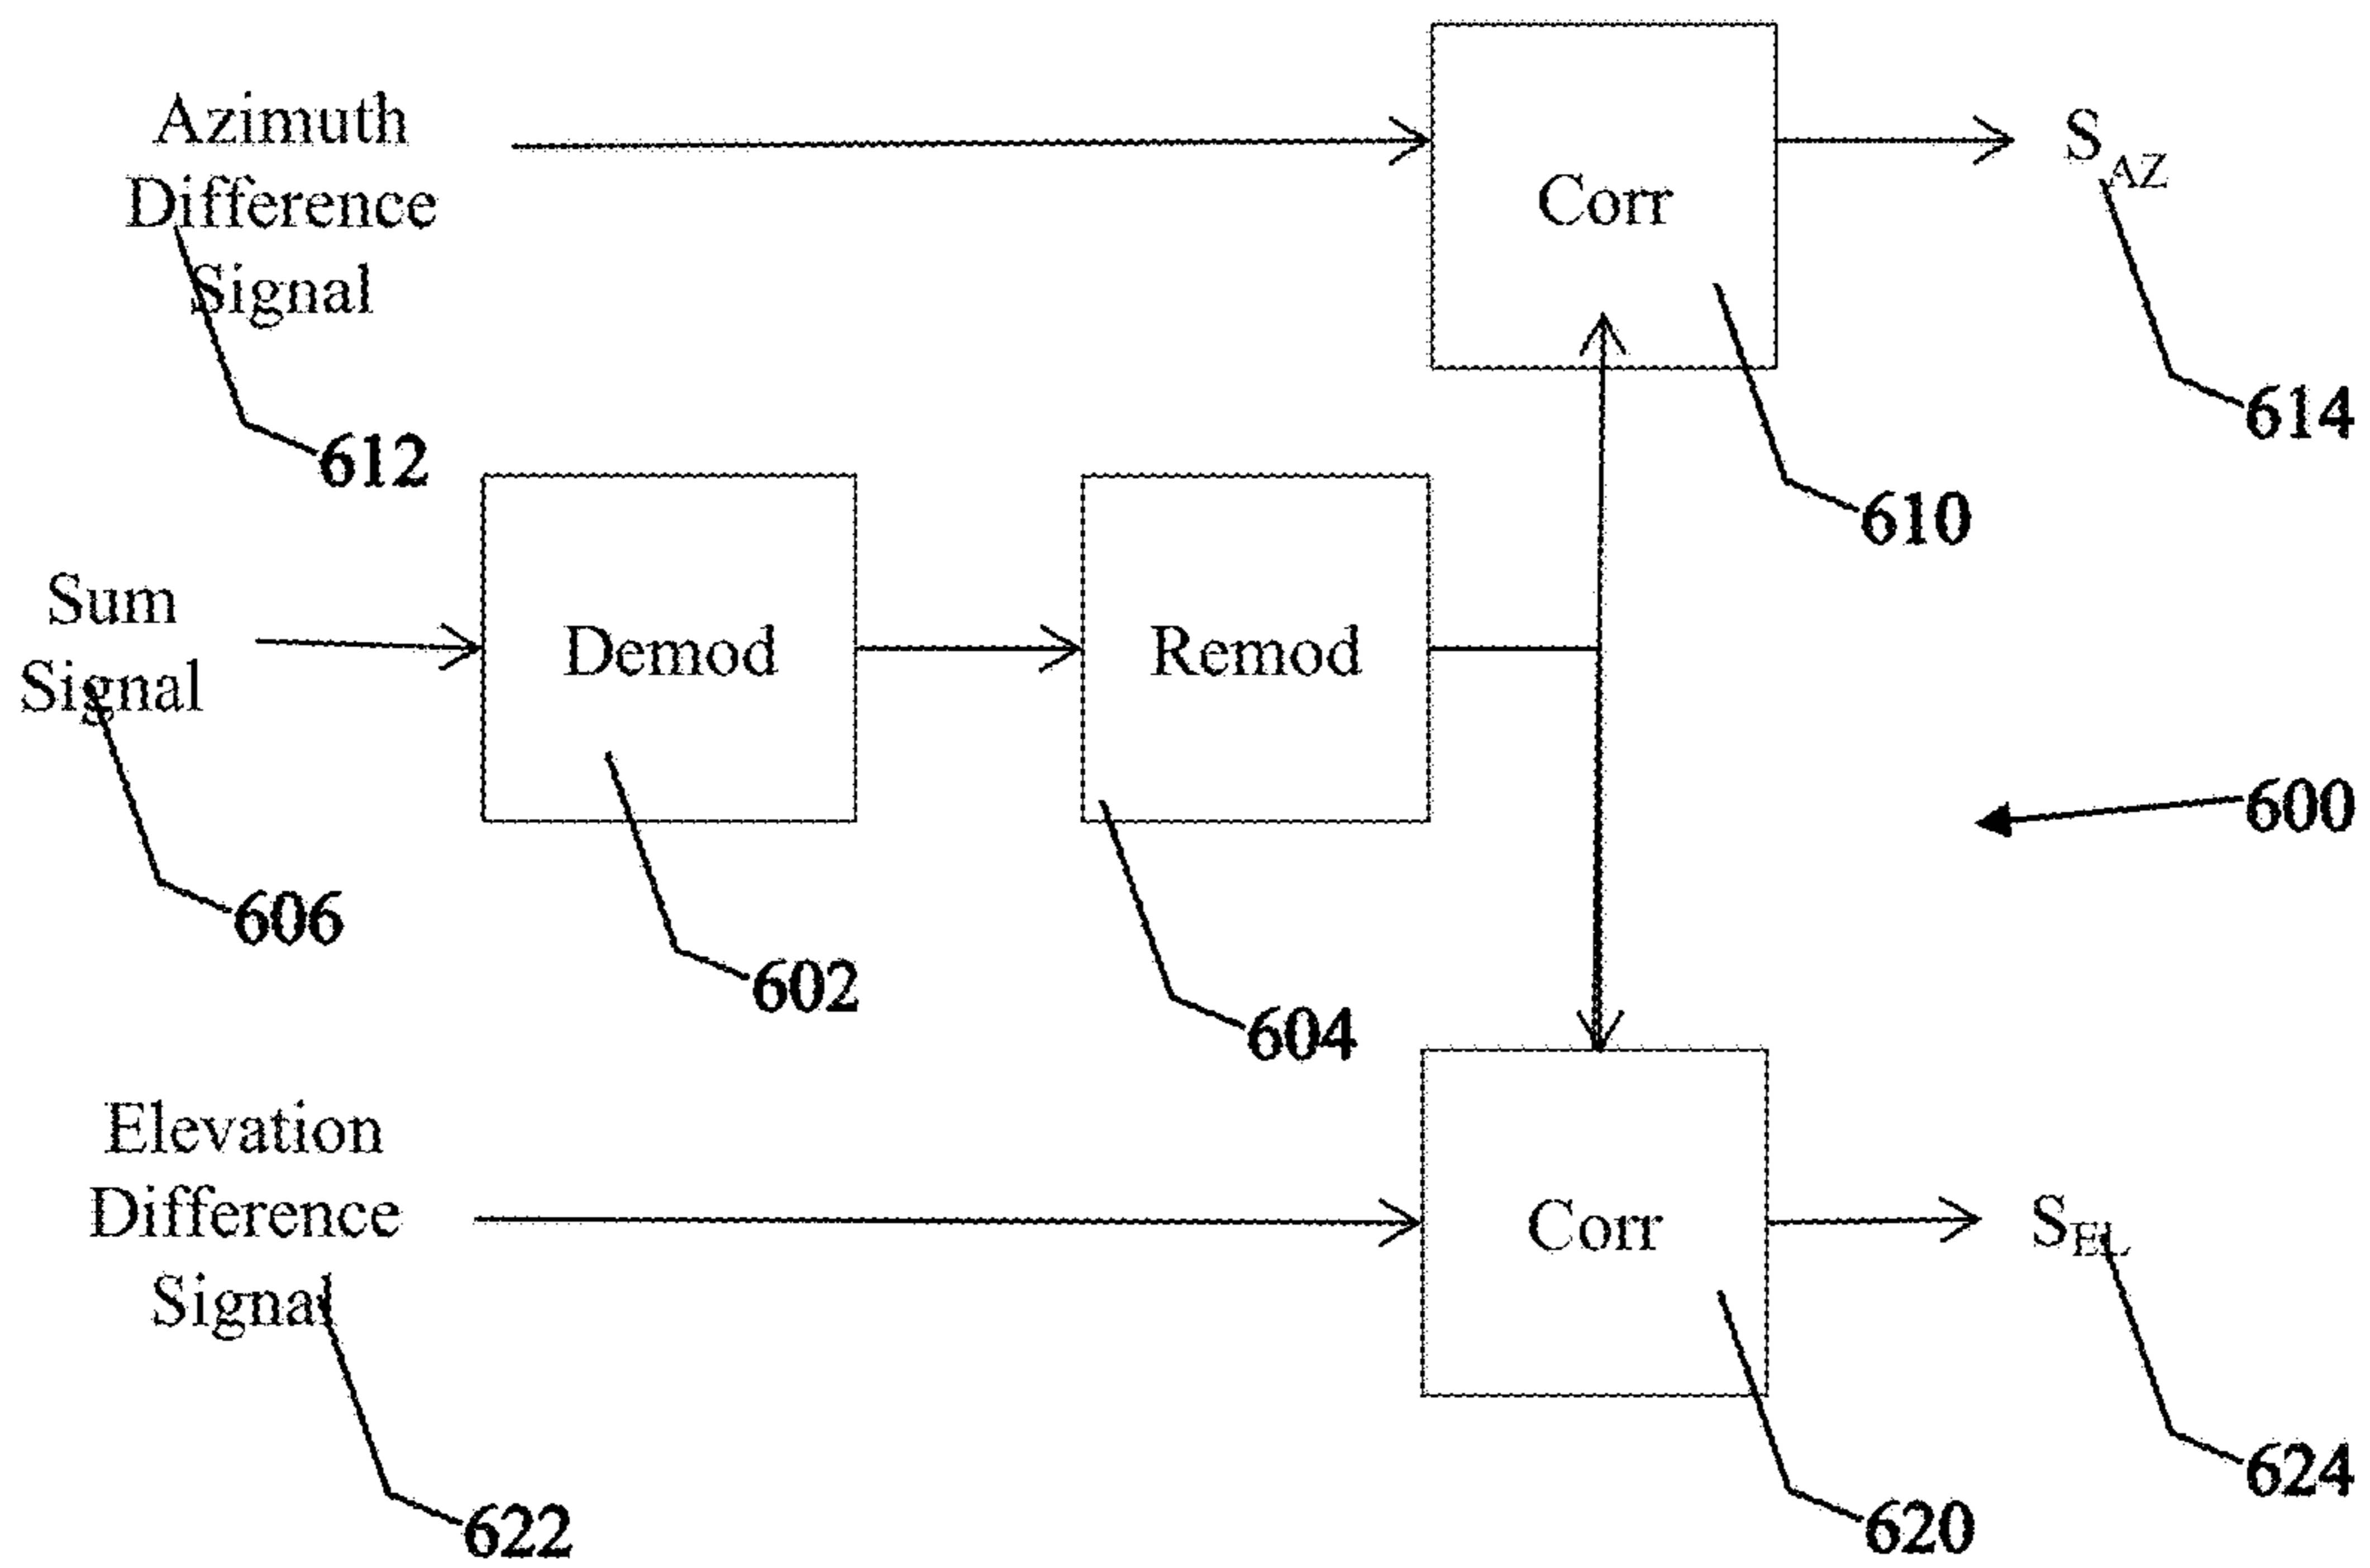 Azimuth
Difference
Signal
612
Corr
610
S_AZ
614
Sum
Signal
606
Demod
602
Remod
604
600
Elevation
Difference
Signal
622
Corr
620
S_EL
624